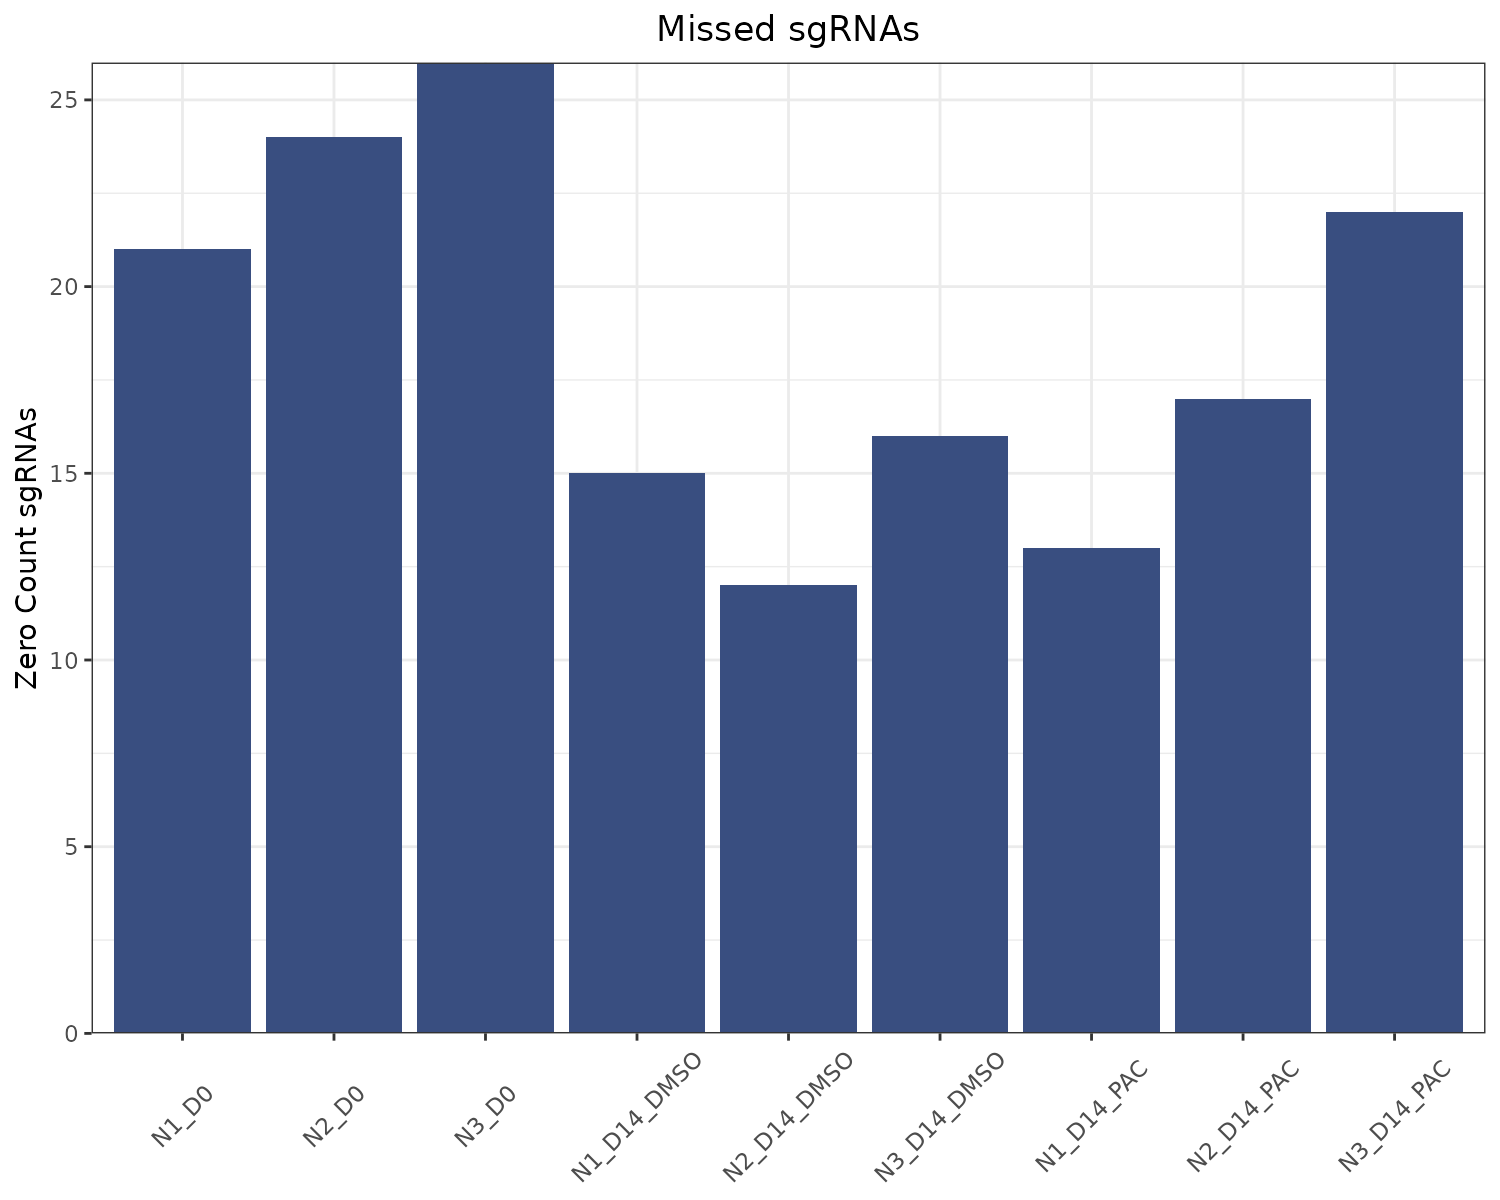 Missed sgRNAs
Zero Count sgRNAs
25
20
15
10
5
0
N1_D0
N2_D0
N3_D0
N1_D14_DMSO
N2_D14_DMSO
N3_D14_DMSO
N1_D14_PAC
N2_D14_PAC
N3_D14_PAC